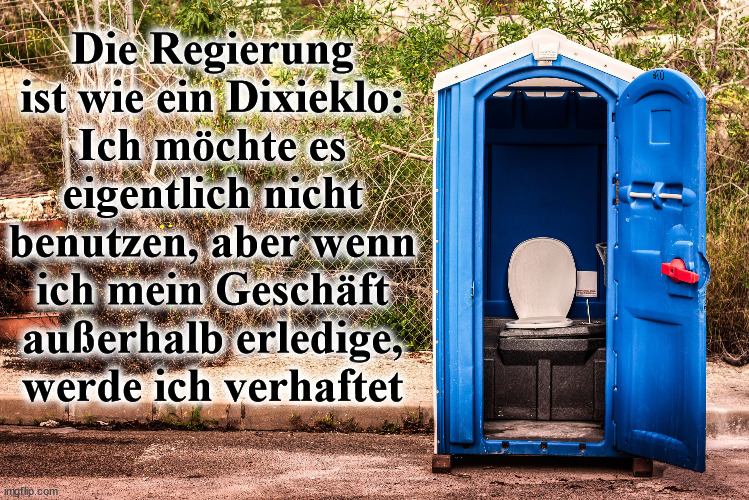 Die Regierung
ist wie ein Dixieklo:
Ich möchte es
eigentlich nicht
benutzen, aber wenn
ich mein Geschäft
außerhalb erledige,
werde ich verhaftet
imgflip.com